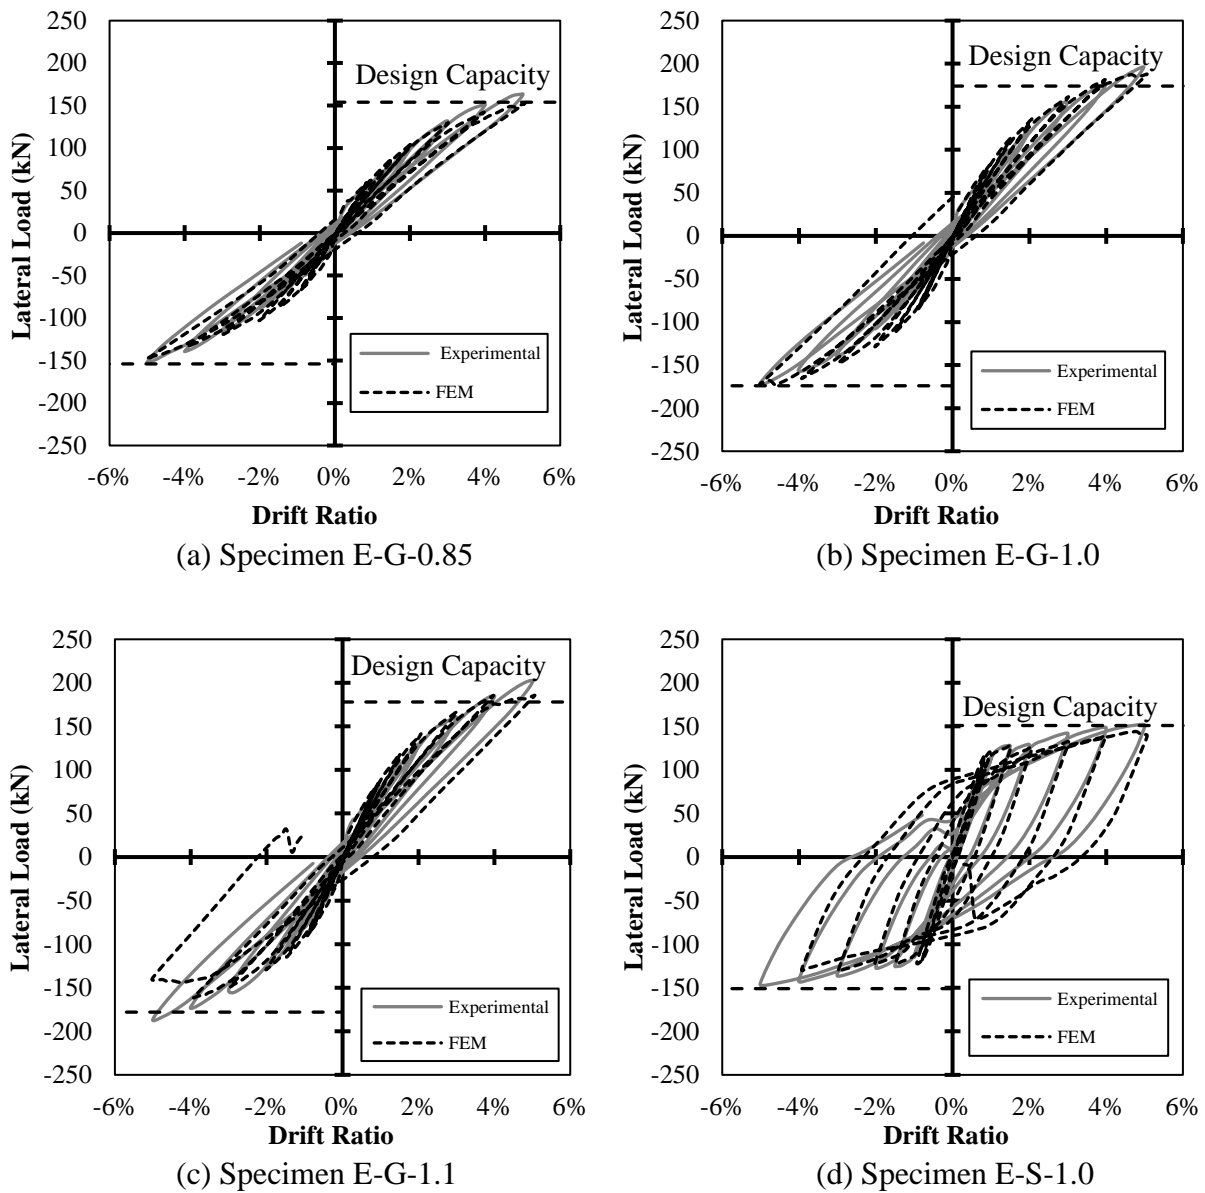 250
200
150
100
50
0
-50
-100
-150
-200
-250
Lateral Load (kN)
Design Capacity
Experimental
FEM
-6% -4% -2% 0% 2% 4% 6%
Drift Ratio
(a) Specimen E-G-0.85
250
200
150
100
50
0
-50
-100
-150
-200
-250
Lateral Load (kN)
Design Capacity
Experimental
FEM
-6% -4% -2% 0% 2% 4% 6%
Drift Ratio
(b) Specimen E-G-1.0
250
200
150
100
50
0
-50
-100
-150
-200
-250
Lateral Load (kN)
Design Capacity
Experimental
FEM
-6% -4% -2% 0% 2% 4% 6%
Drift Ratio
(c) Specimen E-G-1.1
250
200
150
100
50
0
-50
-100
-150
-200
-250
Lateral Load (kN)
Design Capacity
Experimental
FEM
-6% -4% -2% 0% 2% 4% 6%
Drift Ratio
(d) Specimen E-S-1.0